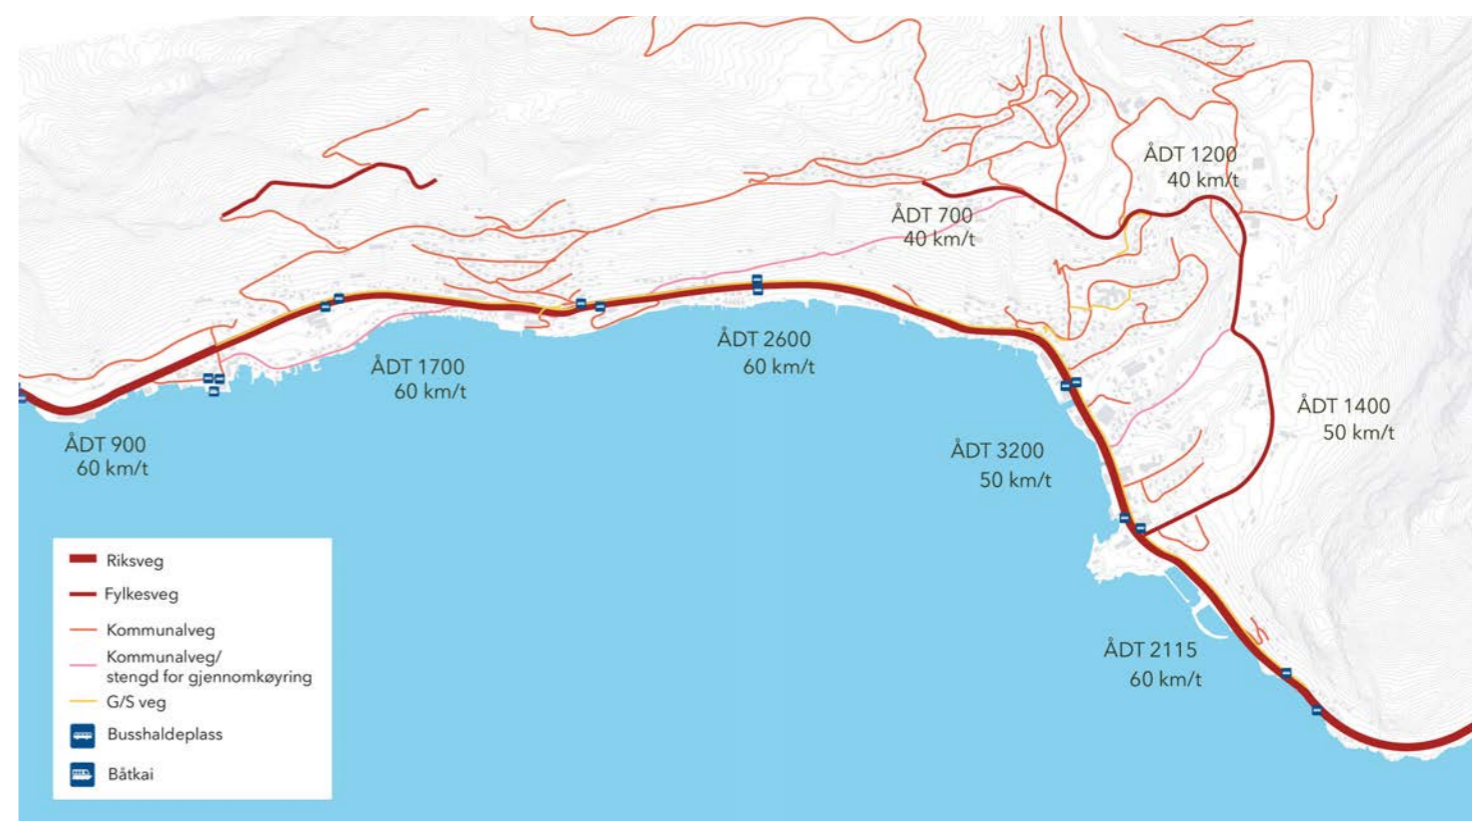 ÅDT 1200
40 km/t
ÅDT 700
40 km/t
ÅDT 2600
60 km/t
ÅDT 1700
60 km/t
ÅDT 1400
50 km/t
ÅDT 900
60 km/t
ÅDT 3200
50 km/t
ÅDT 2115
60 km/t
Riksveg
Fylkesveg
Kommunalveg
Kommunalveg/
stengd for gjennomkøyring
G/S veg
Busshaldeplass
Båtkai